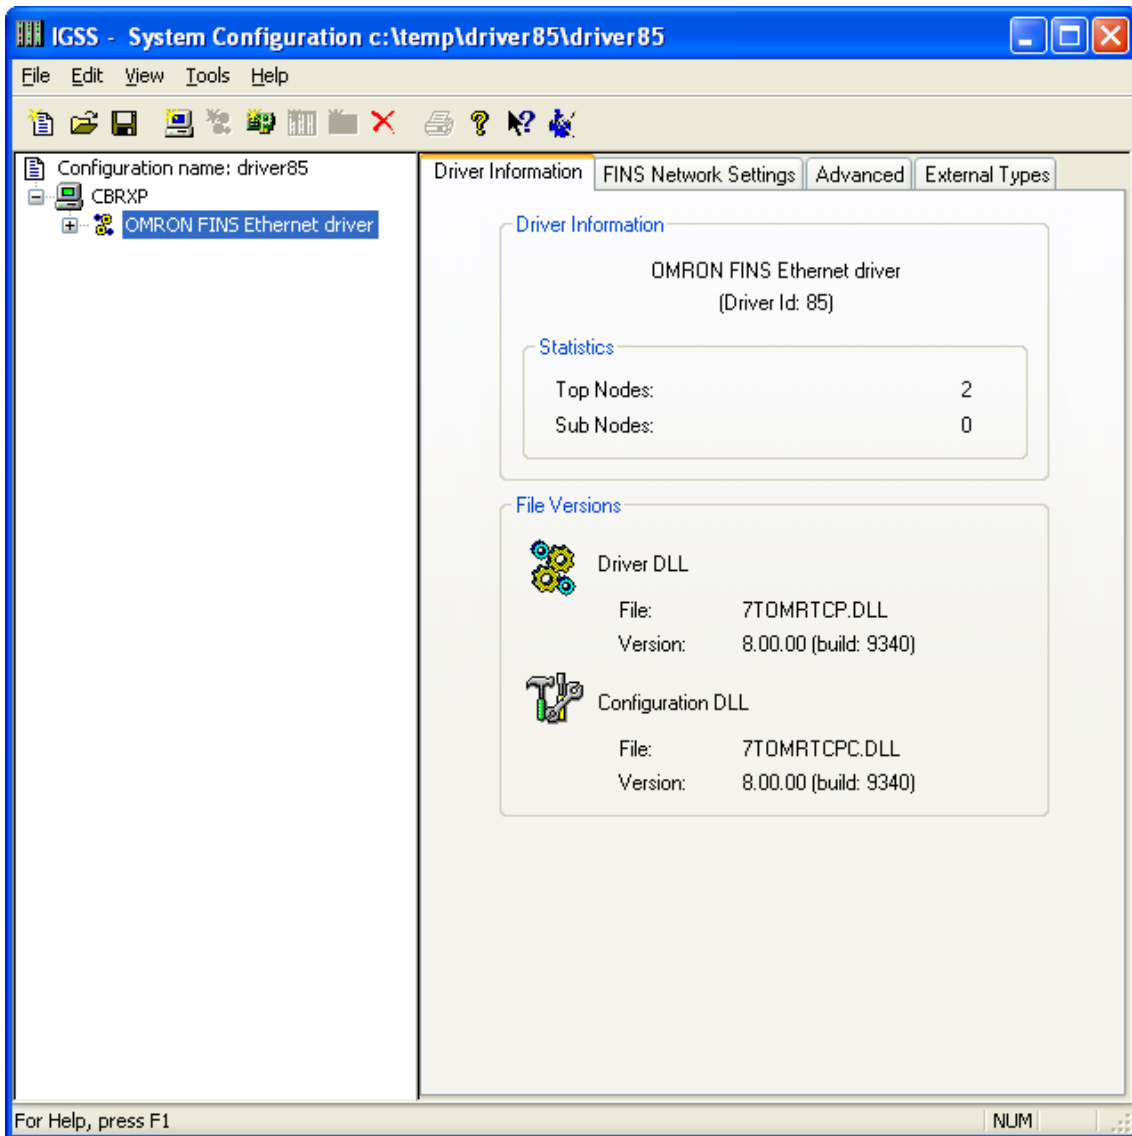 IGSS - System Configuration c:\temp\driver85\driver85
File Edit View Tools Help
Configuration name: driver85
CBRXP
OMRON FINS Ethernet driver
Driver Information FINS Network Settings Advanced External Types
Driver Information
OMRON FINS Ethernet driver
(Driver Id: 85)
Statistics
Top Nodes: 2
Sub Nodes: 0
File Versions
Driver DLL
File: 7TOMRTCP.DLL
Version: 8.00.00 (build: 9340)
Configuration DLL
File: 7TOMRTCPC.DLL
Version: 8.00.00 (build: 9340)
For Help, press F1 NUM